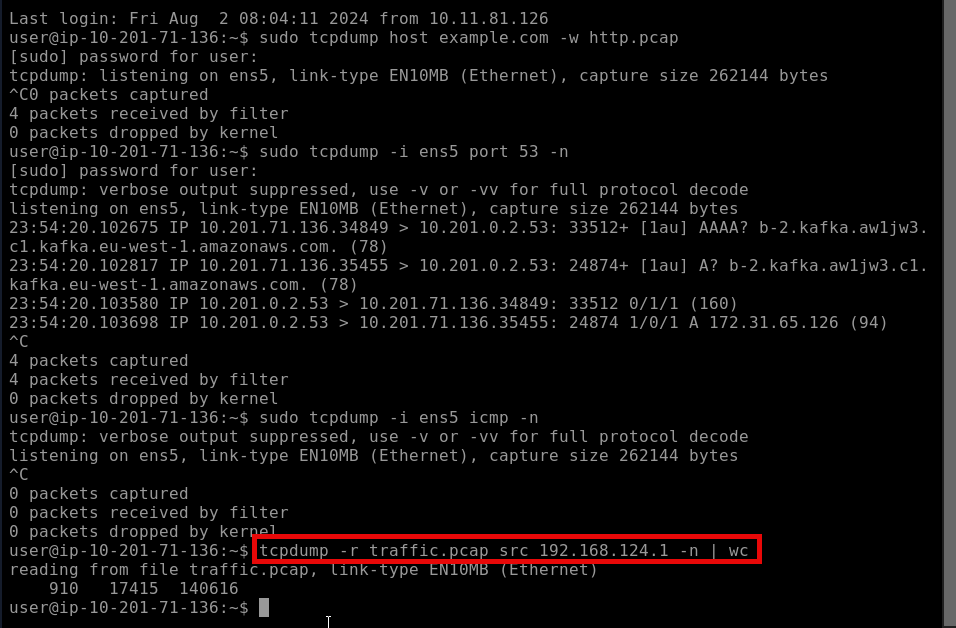 Last login: Fri Aug  2 08:04:11 2024 from 10.11.81.126
user@ip-10-201-71-136:~$ sudo tcpdump host example.com -w http.pcap
[sudo] password for user:
tcpdump: listening on ens5, link-type EN10MB (Ethernet), capture size 262144 bytes
^C0 packets captured
4 packets received by filter
0 packets dropped by kernel
user@ip-10-201-71-136:~$ sudo tcpdump -i ens5 port 53 -n
[sudo] password for user:
tcpdump: verbose output suppressed, use -v or -vv for full protocol decode
listening on ens5, link-type EN10MB (Ethernet), capture size 262144 bytes
23:54:20.102675 IP 10.201.71.136.34849 > 10.201.0.2.53: 33512+ [1au] AAAA? b-2.kafka.aw1jw3.
c1.kafka.eu-west-1.amazonaws.com. (78)
23:54:20.102817 IP 10.201.71.136.35455 > 10.201.0.2.53: 24874+ [1au] A? b-2.kafka.aw1jw3.c1.
kafka.eu-west-1.amazonaws.com. (78)
23:54:20.103580 IP 10.201.0.2.53 > 10.201.71.136.34849: 33512 0/1/1 (160)
23:54:20.103698 IP 10.201.0.2.53 > 10.201.71.136.35455: 24874 1/0/1 A 172.31.65.126 (94)
^C
4 packets captured
4 packets received by filter
0 packets dropped by kernel
user@ip-10-201-71-136:~$ sudo tcpdump -i ens5 icmp -n
tcpdump: verbose output suppressed, use -v or -vv for full protocol decode
listening on ens5, link-type EN10MB (Ethernet), capture size 262144 bytes
^C
0 packets captured
0 packets received by filter
0 packets dropped by kernel
user@ip-10-201-71-136:~$ tcpdump -r traffic.pcap src 192.168.124.1 -n | wc
reading from file traffic.pcap, link-type EN10MB (Ethernet)
    910   17415  140616
user@ip-10-201-71-136:~$